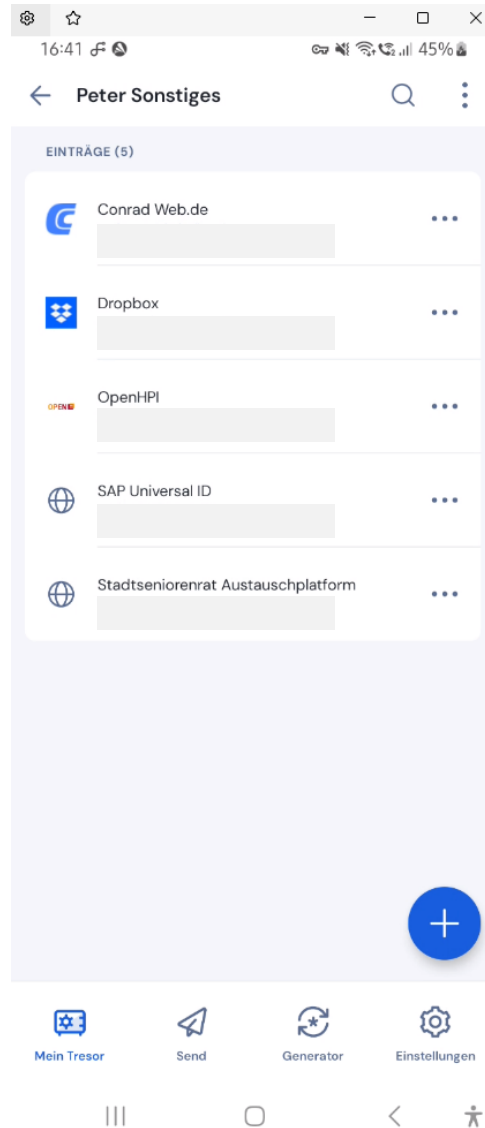 16:41 45%
Peter Sonstiges
EINTRÄGE (5)
Conrad Web.de
Dropbox
OPEN
OpenHPI
SAP Universal ID
Stadtseniorenrat Austauschplatform
Mein Tresor Send Generator Einstellungen